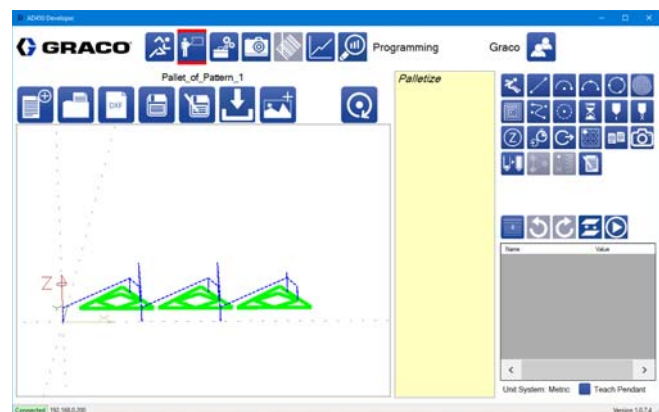 AD410 Developer
GRACO
Programming
Graco
Pallet_of_Pattern_1
Palletize
DXF
Z
X
Name Value
Unit System: Metric Teach Pendant
Connected 192.168.0.200
Version 1.0.7.4